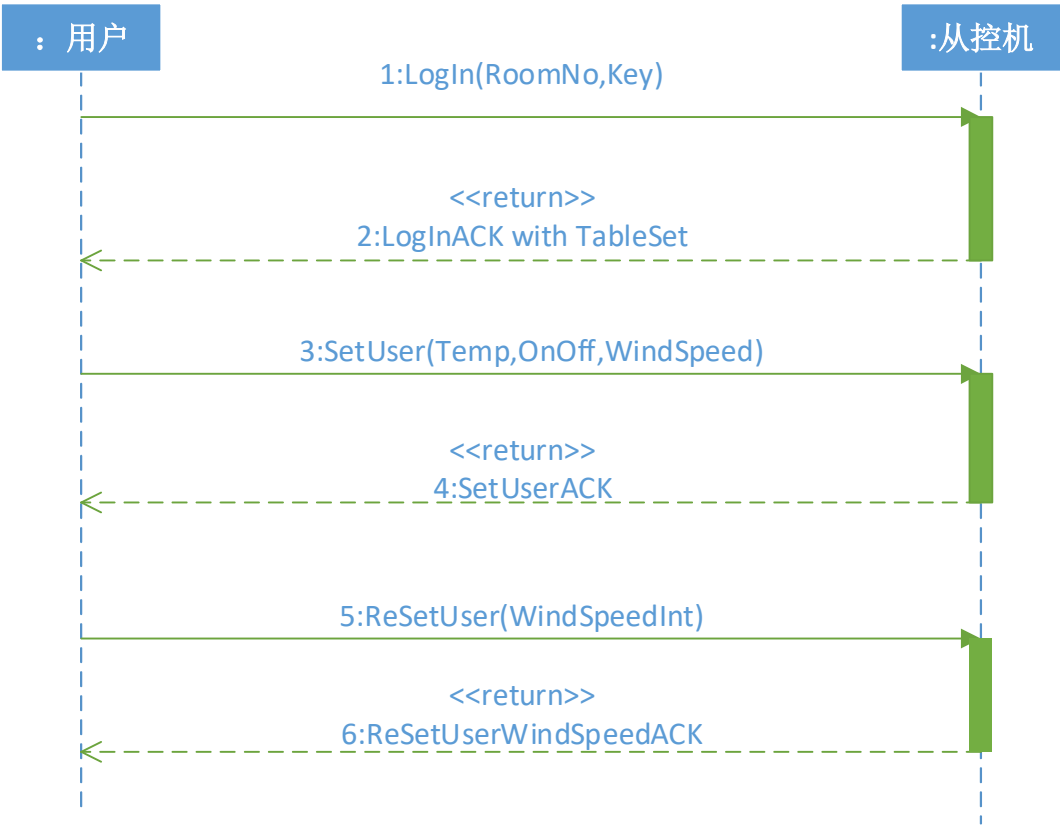 ：用户
:从控机
1:LogIn(RoomNo,Key)
<<return>>
2:LogInACK with TableSet
3:SetUser(Temp,OnOff,WindSpeed)
<<return>>
4:SetUserACK
5:ReSetUser(WindSpeedInt)
<<return>>
6:ReSetUserWindSpeedACK